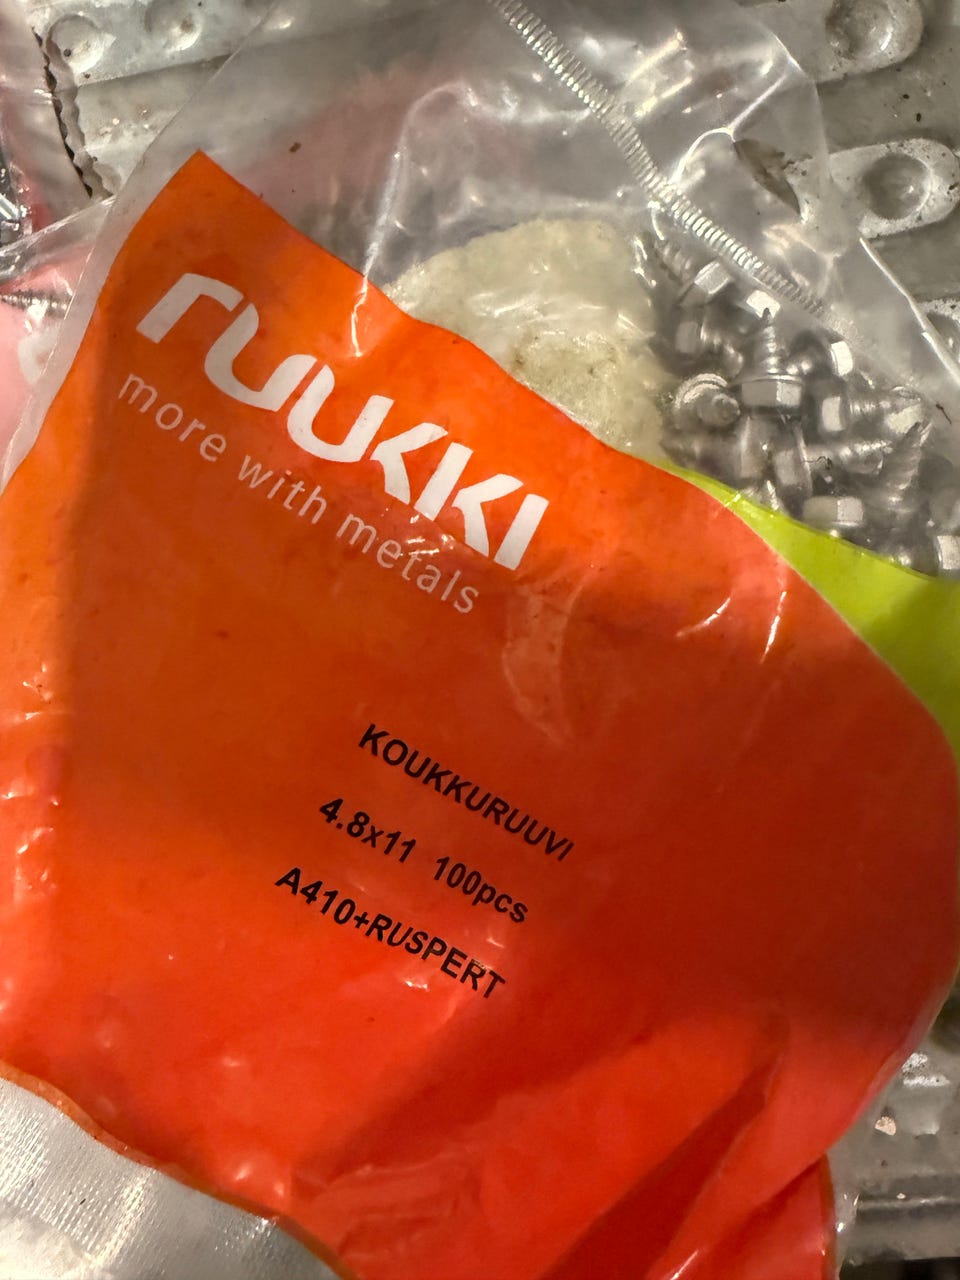 ruukki
more with metals
KOUKKURUUVI
4.8x11 100pcs
A410+RUSPERT